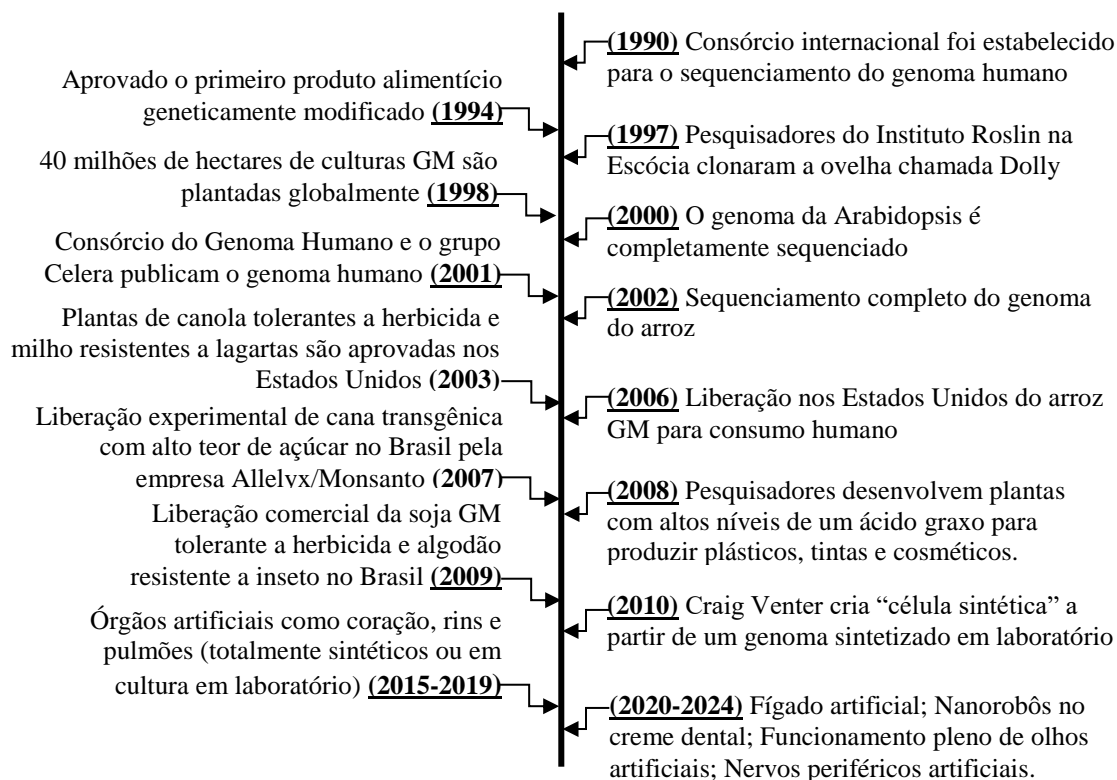 (1990) Consórcio internacional foi estabelecido
para o sequenciamento do genoma humano
Aprovado o primeiro produto alimentício
geneticamente modificado (1994)
(1997) Pesquisadores do Instituto Roslin na
Escócia clonaram a ovelha chamada Dolly
40 milhões de hectares de culturas GM são
plantadas globalmente (1998)
(2000) O genoma da Arabidopsis é
completamente sequenciado
Consórcio do Genoma Humano e o grupo
Celera publicam o genoma humano (2001)
(2002) Sequenciamento completo do genoma
do arroz
Plantas de canola tolerantes a herbicida e
milho resistentes a lagartas são aprovadas nos
Estados Unidos (2003)
(2006) Liberação nos Estados Unidos do arroz
GM para consumo humano
Liberação experimental de cana transgênica
com alto teor de açúcar no Brasil pela
empresa Allelyx/Monsanto (2007)
(2008) Pesquisadores desenvolvem plantas
com altos níveis de um ácido graxo para
produzir plásticos, tintas e cosméticos.
Liberação comercial da soja GM
tolerante a herbicida e algodão
resistente a inseto no Brasil (2009)
(2010) Craig Venter cria “célula sintética” a
partir de um genoma sintetizado em laboratório
Órgãos artificiais como coração, rins e
pulmões (totalmente sintéticos ou em
cultura em laboratório) (2015-2019)
(2020-2024) Fígado artificial; Nanorobôs no
creme dental; Funcionamento pleno de olhos
artificiais; Nervos periféricos artificiais.